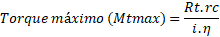 Torque máximo (Mtmax) = Rt.rc / i.η